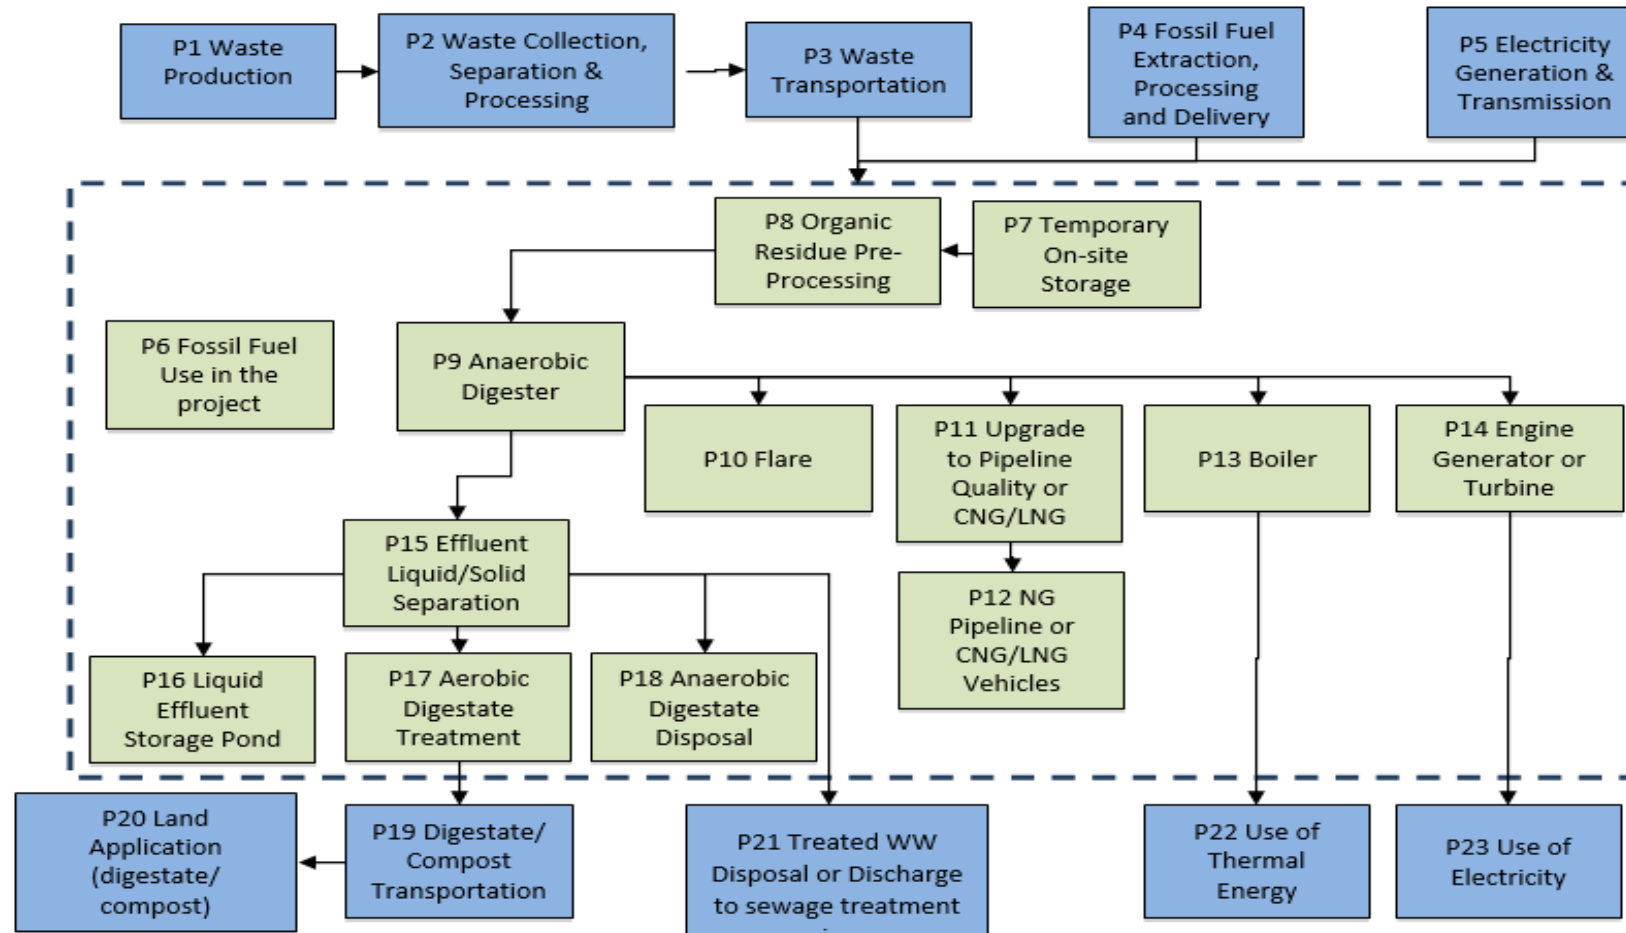 P1 Waste
Production
P2 Waste Collection,
Separation &
Processing
P3 Waste
Transportation
P4 Fossil Fuel
Extraction,
Processing
and Delivery
P5 Electricity
Generation &
Transmission
P8 Organic
Residue Pre-
Processing
P7 Temporary
On-site
Storage
P6 Fossil Fuel
Use in the
project
P9 Anaerobic
Digester
P10 Flare
P11 Upgrade
to Pipeline
Quality or
CNG/LNG
P13 Boiler
P14 Engine
Generator or
Turbine
P15 Effluent
Liquid/Solid
Separation
P12 NG
Pipeline or
CNG/LNG
Vehicles
P16 Liquid
Effluent
Storage Pond
P17 Aerobic
Digestate
Treatment
P18 Anaerobic
Digestate
Disposal
P20 Land
Application
(digestate/
compost)
P19 Digestate/
Compost
Transportation
P21 Treated WW
Disposal or Discharge
to sewage treatment
P22 Use of
Thermal
Energy
P23 Use of
Electricity